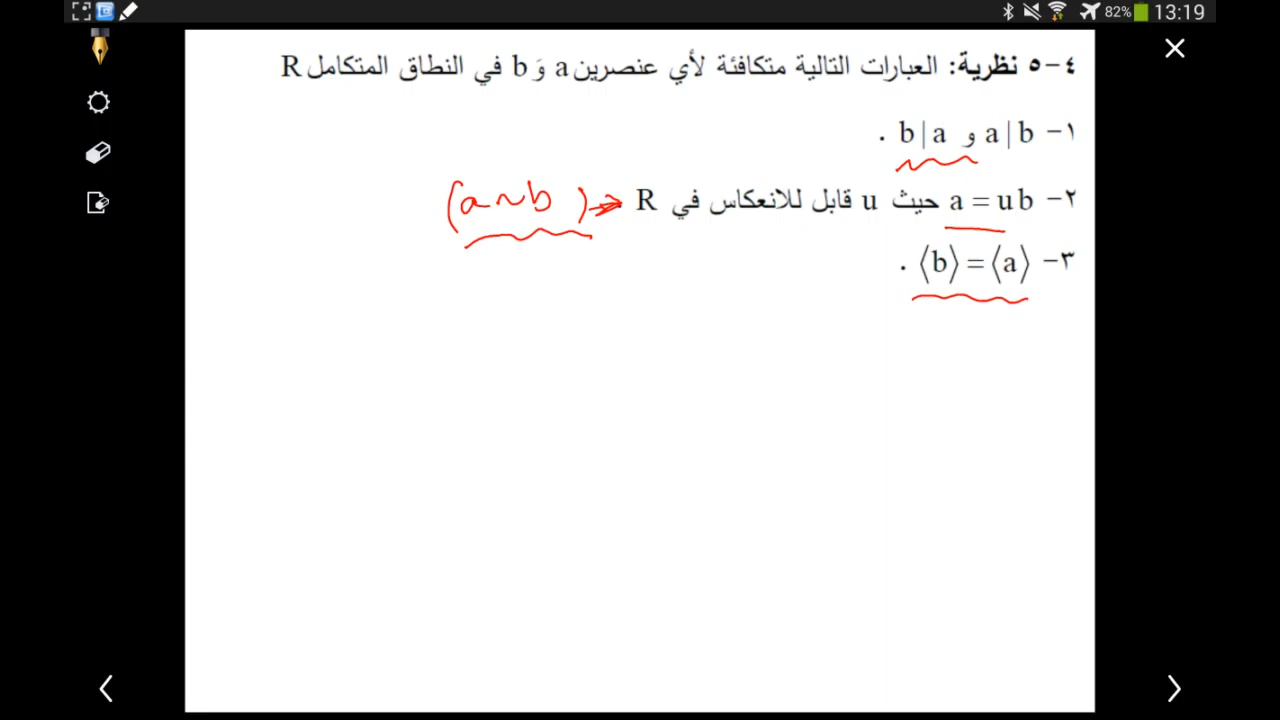 82% 13:19
٤-٥ نظرية: العبارات التالية متكافئة لأي عنصرين a وَ b في النطاق المتكامل R
١- a | b و b | a .
٢- a = u b حيث u قابل للانعكاس في R (a ~ b)
٣- ⟨b⟩ = ⟨a⟩ .